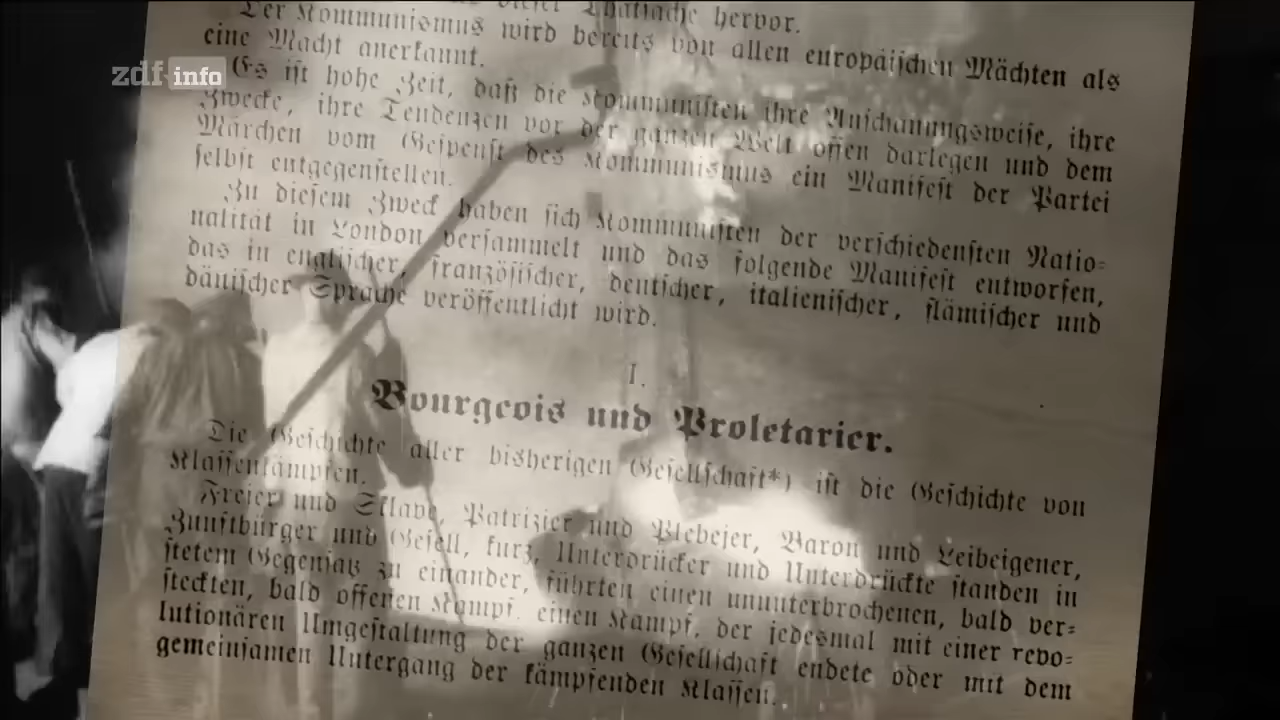 dieser Thatsache hervor.
Der Kommunismus wird bereits von allen europäischen Mächten als
eine Macht anerkannt.
zdf info
Es ist hohe Zeit, daß die Kommunisten ihre Anschauungsweise, ihre
Zwecke, ihre Tendenzen vor der ganzen Welt offen darlegen und dem
Märchen vom Gespenst des Kommunismus ein Manifest der Partei
selbst entgegenstellen.
Zu diesem Zweck haben sich Kommunisten der verschiedensten Natio-
nalität in London versammelt und das folgende Manifest entworfen,
das in englischer, französischer, deutscher, italienischer, flämischer und
dänischer Sprache veröffentlicht wird.
I.
Bourgeois und Proletarier.
Die Geschichte aller bisherigen Gesellschaft*) ist die Geschichte von
Klassenkämpfen.
Freier und Sklave, Patrizier und Plebejer, Baron und Leibeigener,
Zunftbürger und Gesell, kurz, Unterdrücker und Unterdrückte standen in
stetem Gegensatz zu einander, führten einen ununterbrochenen, bald ver-
steckten, bald offenen Kampf, einen Kampf, der jedesmal mit einer revo-
lutionären Umgestaltung der ganzen Gesellschaft endete oder mit dem
gemeinsamen Untergang der kämpfenden Klassen.